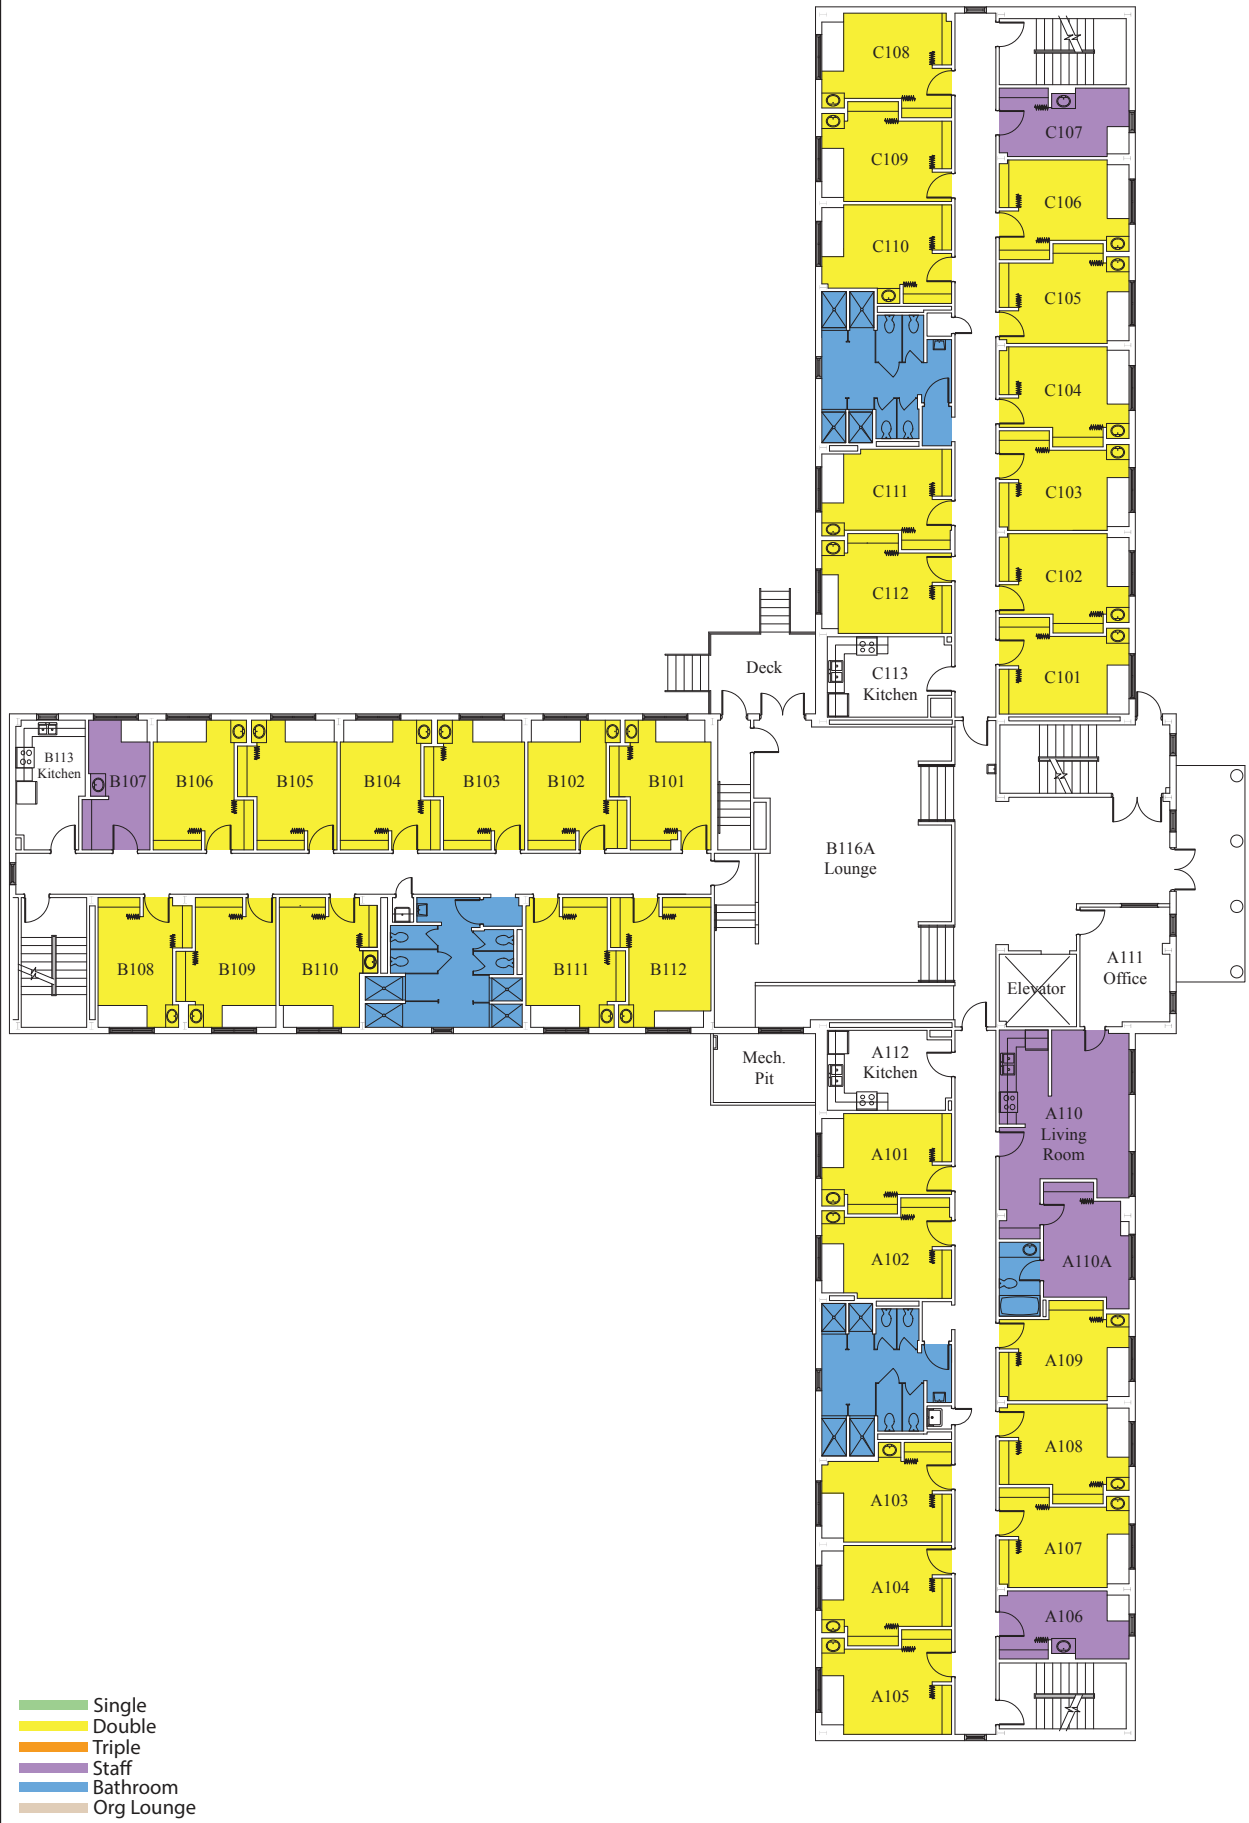 C108
C107
C109
C106
C110
C105
C104
C111
C103
C112
C102
Deck
C113
Kitchen
C101
B113
Kitchen
B107
B106
B105
B104
B103
B102
B101
B116A
Lounge
B108
B109
B110
B111
B112
Elevator
A111
Office
Mech.
Pit
A112
Kitchen
A110
Living
Room
A101
A102
A110A
A109
A108
A103
A107
A104
A106
A105
Single
Double
Triple
Staff
Bathroom
Org Lounge